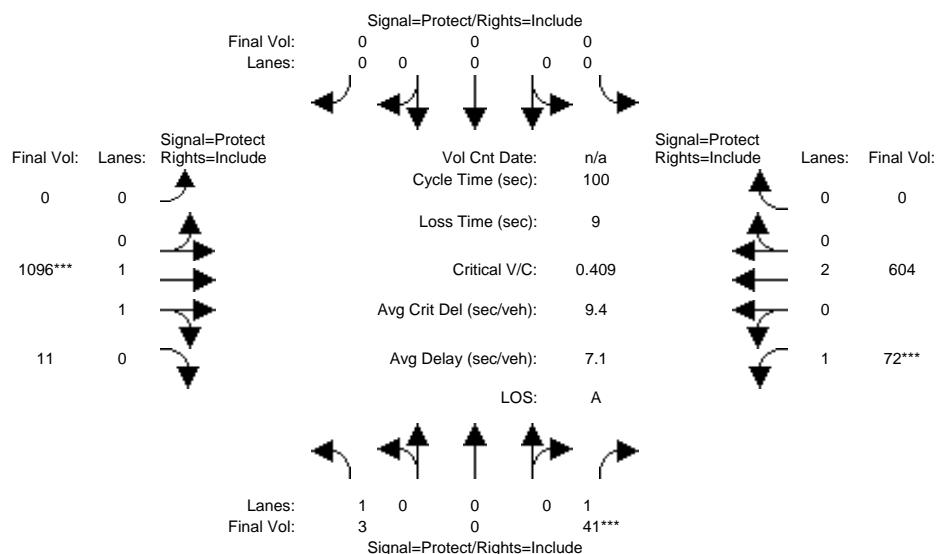 Signal=Protect/Rights=Include
Final Vol: 0 0 0
Lanes: 0 0 0 0 0
Signal=Protect
Final Vol: Lanes: Rights=Include Vol Cnt Date: n/a Signal=Protect
Rights=Include Lanes: Final Vol:
Cycle Time (sec): 100
0 0 0 0
Loss Time (sec): 9
0 0
1096*** 1 Critical V/C: 0.409 2 604
1 Avg Crit Del (sec/veh): 9.4 0
11 0 Avg Delay (sec/veh): 7.1 1 72***
LOS: A
Lanes: 1 0 0 0 1
Final Vol: 3 0 41***
Signal=Protect/Rights=Include